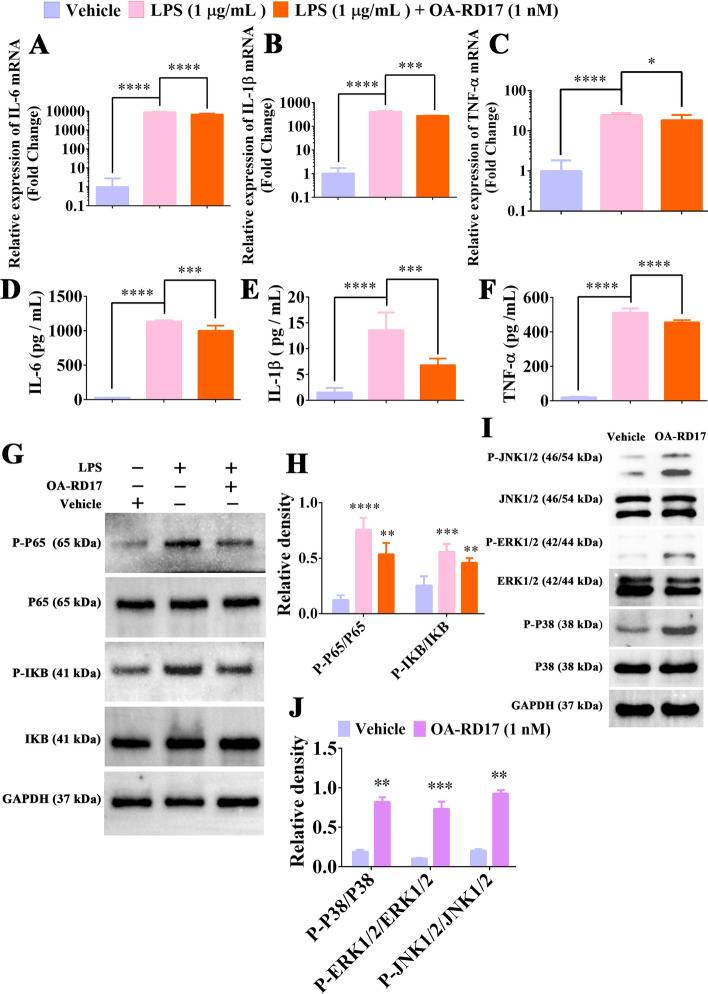 Vehicle LPS (1 μg/mL ) LPS (1 μg/mL ) + OA-RD17 (1 nM)
A
Relative expression of IL-6 mRNA
(Fold Change)
10000
1000
100
10
1
0.1
****
****
B
Relative expression of IL-1β mRNA
(Fold Change)
1000
100
10
1
0.1
****
***
C
Relative expression of TNF-α mRNA
(Fold Change)
100
10
1
0.1
****
*
D
IL-6 (pg / mL)
1500
1000
500
0
****
***
E
IL-1β ( pg / mL)
20
15
10
5
0
****
***
F
TNF-α (pg /mL)
600
400
200
0
****
****
G
LPS − + +
OA-RD17 − − +
Vehicle + − −
P-P65 (65 kDa)
P65 (65 kDa)
P-IKB (41 kDa)
IKB (41 kDa)
GAPDH (37 kDa)
H
Relative density
1.0
0.5
0.0
****
**
***
**
P-P65/P65
P-IKB/IKB
I
Vehicle OA-RD17
P-JNK1/2 (46/54 kDa)
JNK1/2 (46/54 kDa)
P-ERK1/2 (42/44 kDa)
ERK1/2 (42/44 kDa)
P-P38 (38 kDa)
P38 (38 kDa)
GAPDH (37 kDa)
J
Vehicle OA-RD17 (1 nM)
Relative density
1.5
1.0
0.5
0.0
**
***
**
P-P38/P38
P-ERK1/2/ERK1/2
P-JNK1/2/JNK1/2